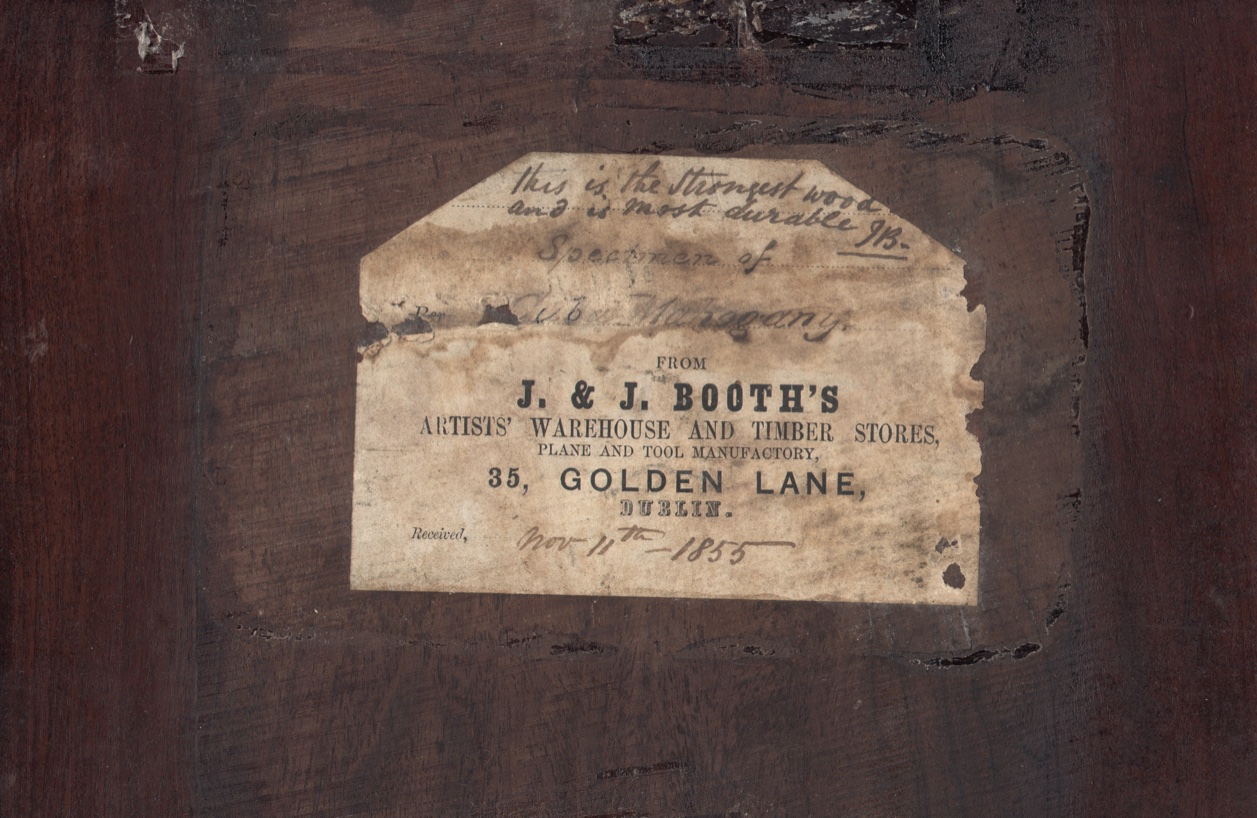 this is the strongest wood
and is most durable JB-
Specimen of
Per Cuba Mahogany.
FROM
J. & J. BOOTH'S
ARTISTS' WAREHOUSE AND TIMBER STORES,
PLANE AND TOOL MANUFACTORY,
35, GOLDEN LANE,
DUBLIN.
Received, Nov 11th - 1855